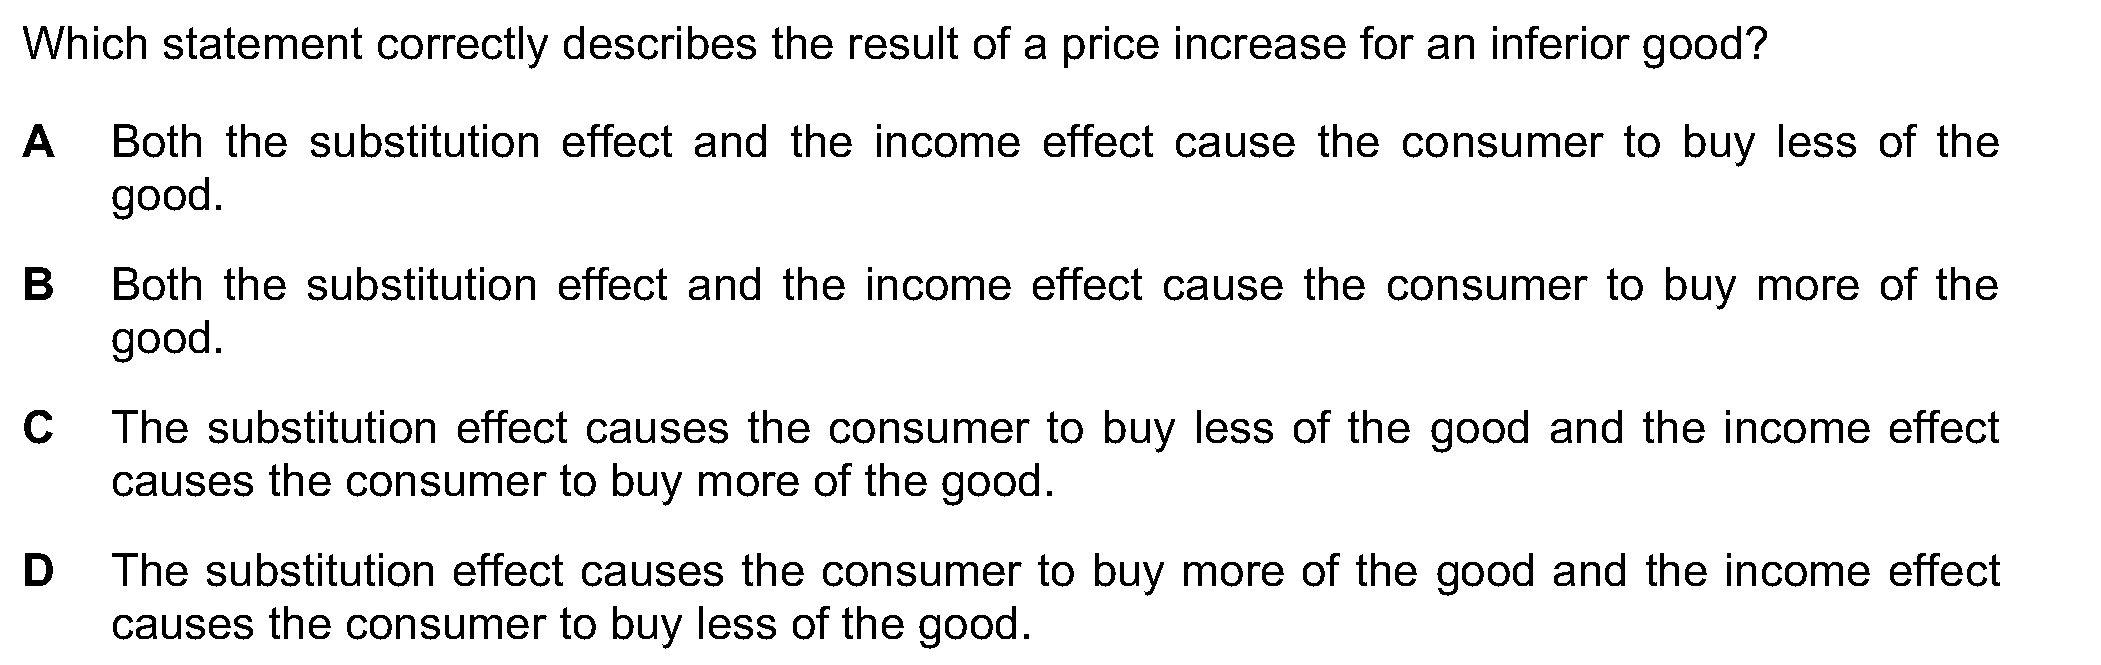 Which statement correctly describes the result of a price increase for an inferior good?
A Both the substitution effect and the income effect cause the consumer to buy less of the
good.
B Both the substitution effect and the income effect cause the consumer to buy more of the
good.
C The substitution effect causes the consumer to buy less of the good and the income effect
causes the consumer to buy more of the good.
D The substitution effect causes the consumer to buy more of the good and the income effect
causes the consumer to buy less of the good.